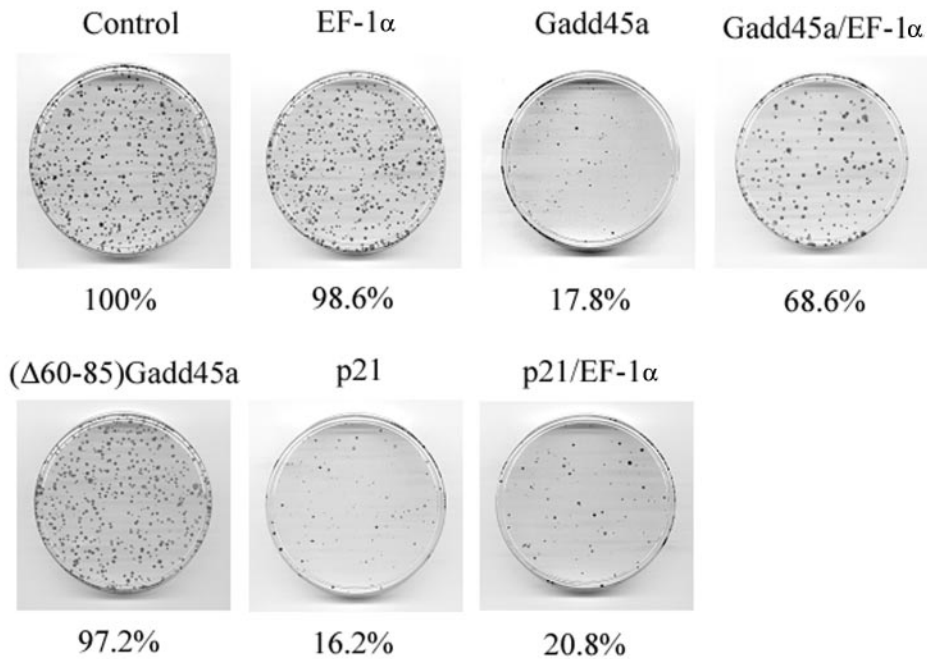 Control EF-1α Gadd45a Gadd45a/EF-1α
100% 98.6% 17.8% 68.6%
(Δ60-85)Gadd45a p21 p21/EF-1α
97.2% 16.2% 20.8%